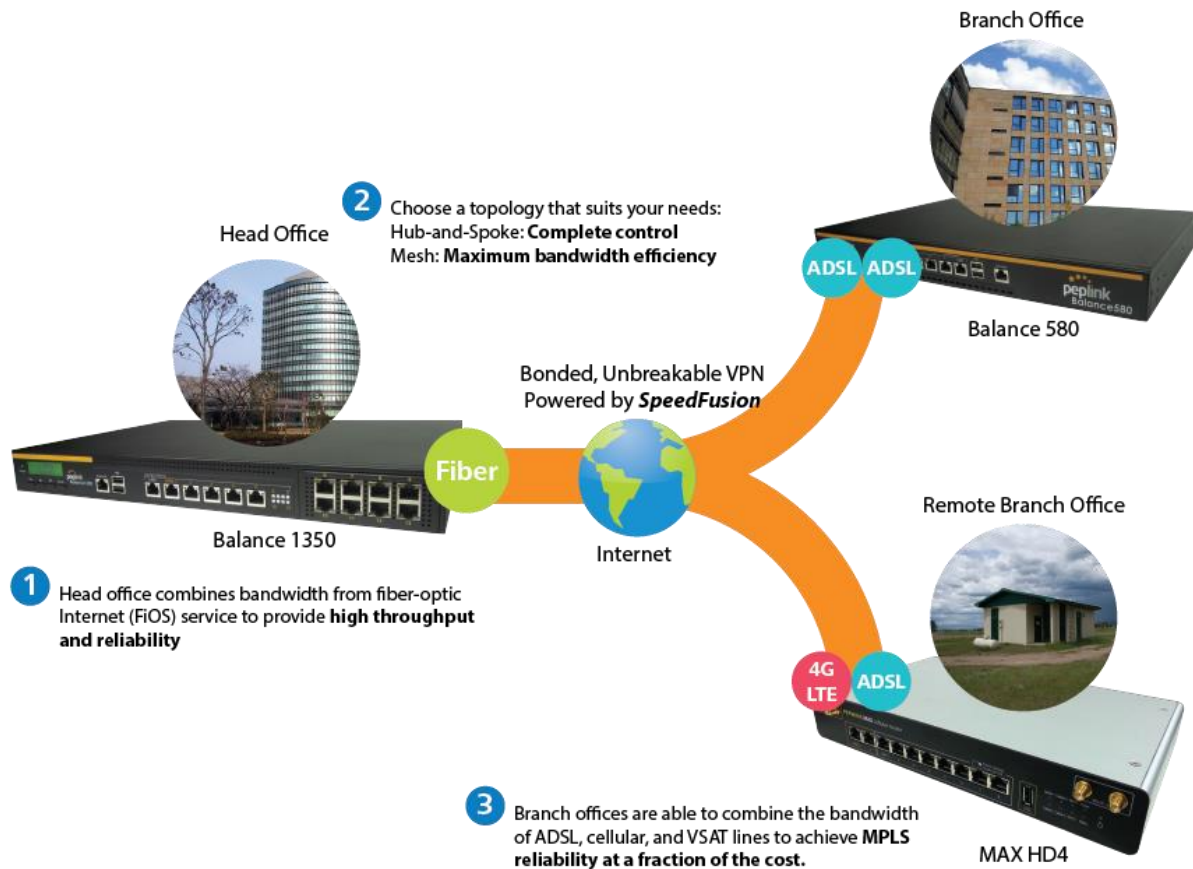 Branch Office
2
Choose a topology that suits your needs:
Hub-and-Spoke: Complete control
Mesh: Maximum bandwidth efficiency
Head Office
ADSL
ADSL
peplink
Balance580
Balance 580
Bonded, Unbreakable VPN
Powered by SpeedFusion
Fiber
Internet
Balance 1350
Remote Branch Office
1
Head office combines bandwidth from fiber-optic
Internet (FiOS) service to provide high throughput
and reliability
4G
LTE
ADSL
3
Branch offices are able to combine the bandwidth
of ADSL, cellular, and VSAT lines to achieve MPLS
reliability at a fraction of the cost.
MAX HD4